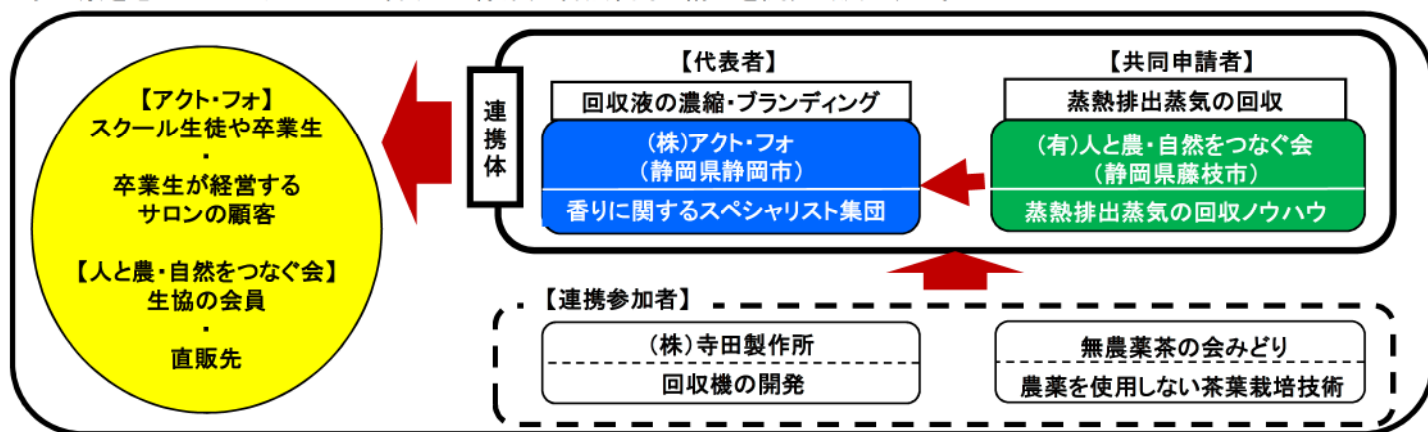 【アクト・フォ】
スクール生徒や卒業生
・
卒業生が経営する
サロンの顧客
【人と農・自然をつなぐ会】
生協の会員
・
直販先
連携体
【代表者】
回収液の濃縮・ブランディング
(株)アクト・フォ
(静岡県静岡市)
香りに関するスペシャリスト集団
【共同申請者】
蒸熱排出蒸気の回収
(有)人と農・自然をつなぐ会
(静岡県藤枝市)
蒸熱排出蒸気の回収ノウハウ
【連携参加者】
(株)寺田製作所
回収機の開発
無農薬茶の会みどり
農薬を使用しない茶葉栽培技術